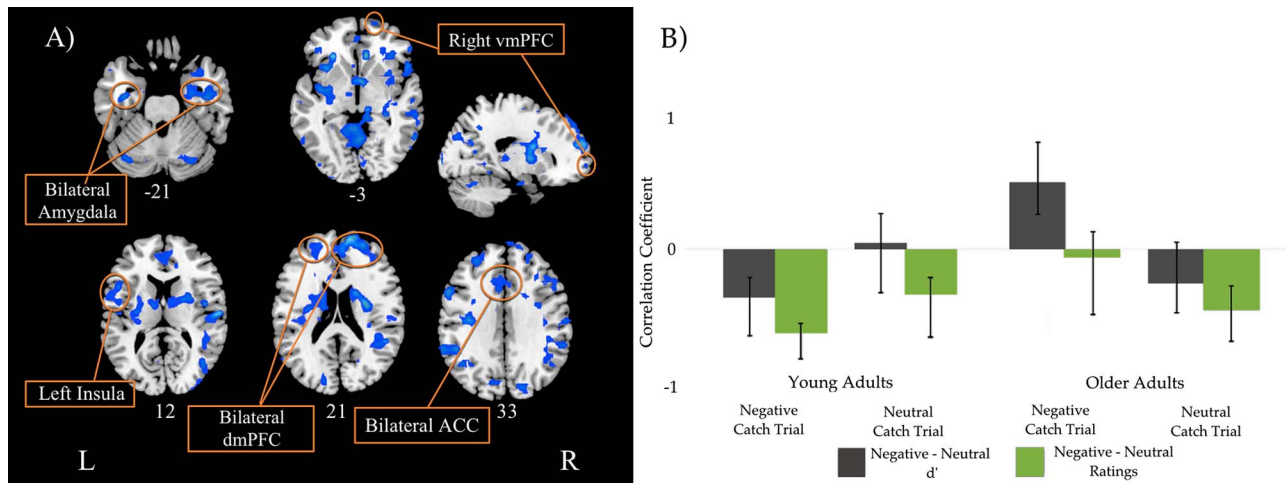 A)
Right vmPFC
Bilateral
Amygdala
-21
-3
Left Insula
12
Bilateral
dmPFC
21
Bilateral ACC
33
L
R
B)
Correlation Coefficient
1
0
-1
Young Adults
Older Adults
Negative
Catch Trial
Neutral
Catch Trial
Negative
Catch Trial
Neutral
Catch Trial
Negative - Neutral
d'
Negative - Neutral
Ratings